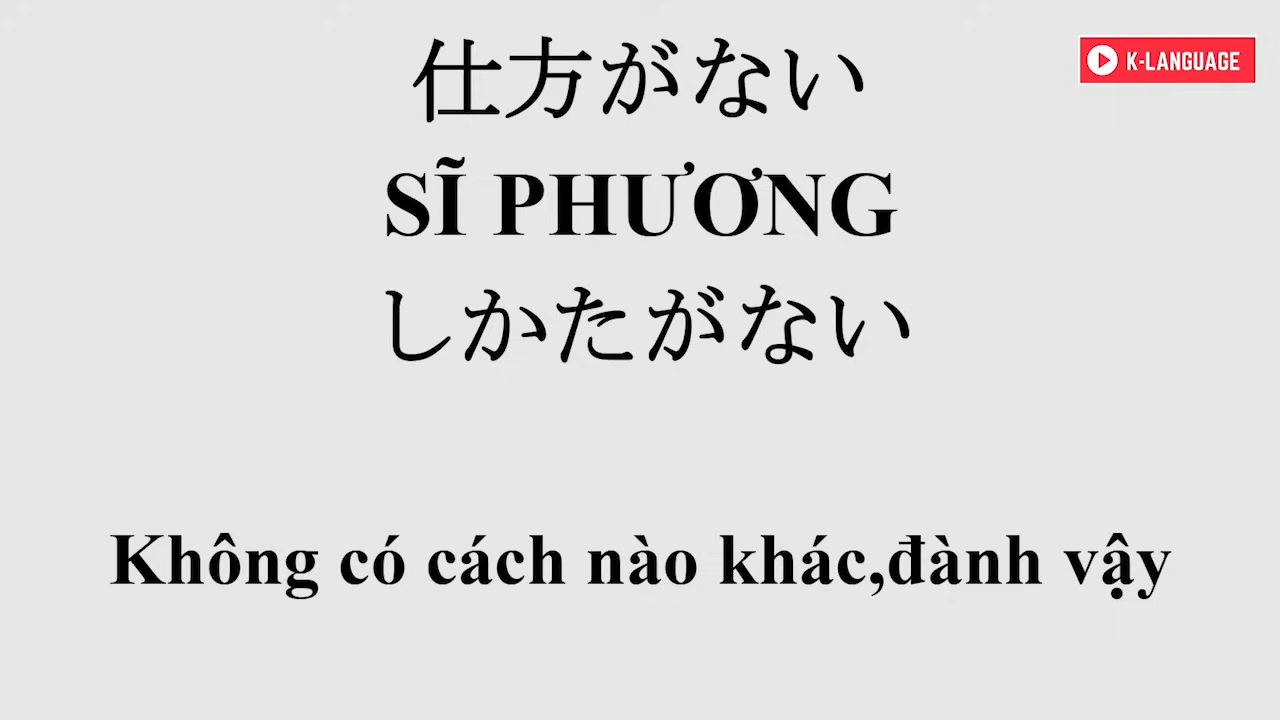 仕方がない
K-LANGUAGE
SĨ PHƯƠNG
しかたがない
Không có cách nào khác,đành vậy